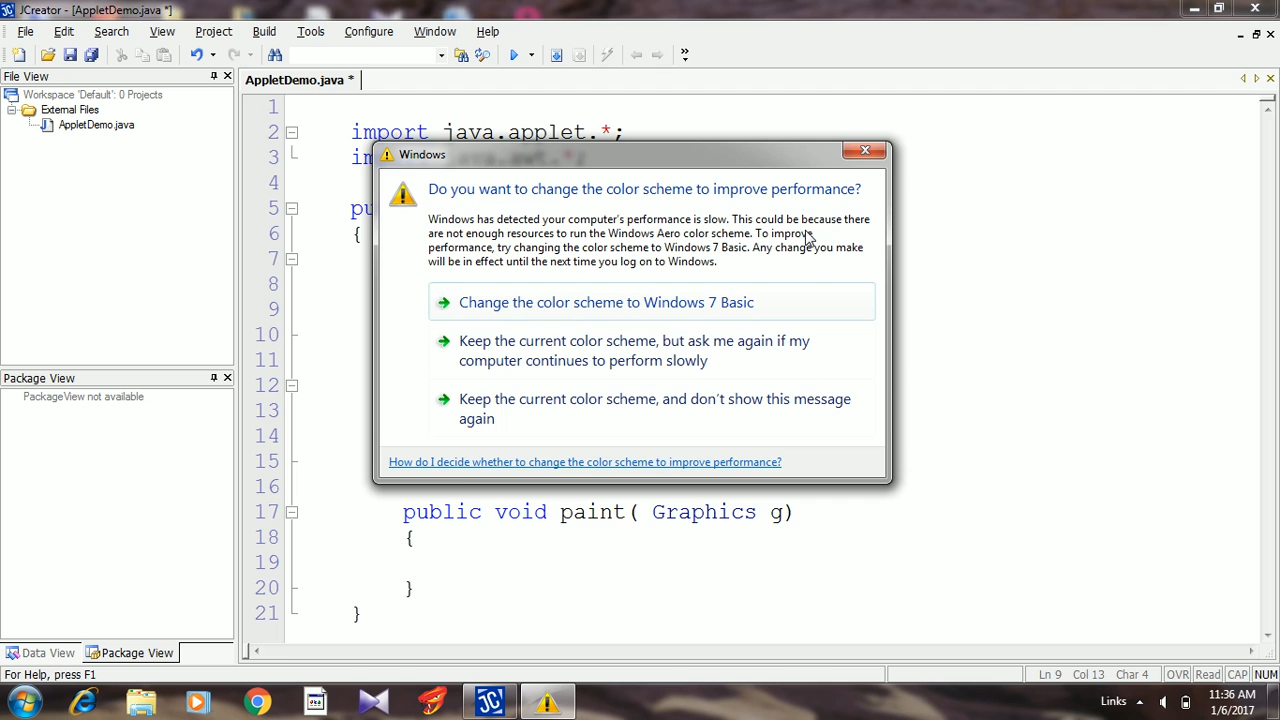 JCreator - [AppletDemo.java *]
File Edit Search View Project Build Tools Configure Window Help
File View
AppletDemo.java *
Workspace 'Default': 0 Projects
External Files
AppletDemo.java
1
2 import java.applet.*;
3
4
5
6 {
7
8
9
10
11
12
13
14
15
16
17 public void paint( Graphics g)
18 {
19
20 }
21 }
Windows
Do you want to change the color scheme to improve performance?
Windows has detected your computer's performance is slow. This could be because there
are not enough resources to run the Windows Aero color scheme. To improve
performance, try changing the color scheme to Windows 7 Basic. Any change you make
will be in effect until the next time you log on to Windows.
Change the color scheme to Windows 7 Basic
Keep the current color scheme, but ask me again if my
computer continues to perform slowly
Keep the current color scheme, and don't show this message
again
How do I decide whether to change the color scheme to improve performance?
Package View
PackageView not available
Data View Package View
For Help, press F1
Ln 9 Col 13 Char 4 OVR Read CAP NUM
JC
Links
11:36 AM
1/6/2017